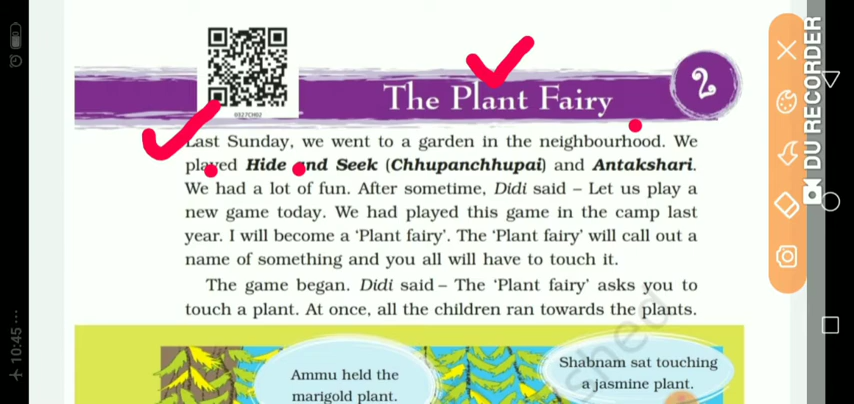 0327CH02
The Plant Fairy
2
Last Sunday, we went to a garden in the neighbourhood. We
played Hide and Seek (Chhupanchhupai) and Antakshari.
We had a lot of fun. After sometime, Didi said – Let us play a
new game today. We had played this game in the camp last
year. I will become a ‘Plant fairy’. The ‘Plant fairy’ will call out a
name of something and you all will have to touch it.
The game began. Didi said – The ‘Plant fairy’ asks you to
touch a plant. At once, all the children ran towards the plants.
Ammu held the
marigold plant.
Shabnam sat touching
a jasmine plant.
shed
DU RECORDER
10:45 ...